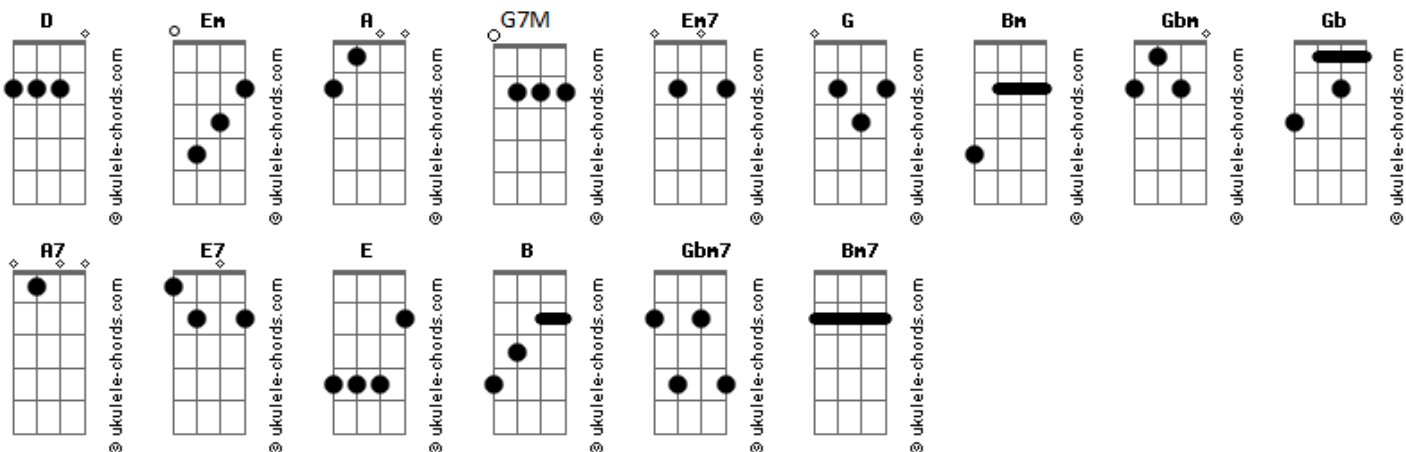 D Em A G7M Em7 G Bm Gbm Gb
© ukulele-chords.com © ukulele-chords.com © ukulele-chords.com © ukulele-chords.com © ukulele-chords.com © ukulele-chords.com © ukulele-chords.com © ukulele-chords.com © ukulele-chords.com
A7 E7 E B Gbm7 Bm7
© ukulele-chords.com © ukulele-chords.com © ukulele-chords.com © ukulele-chords.com © ukulele-chords.com © ukulele-chords.com